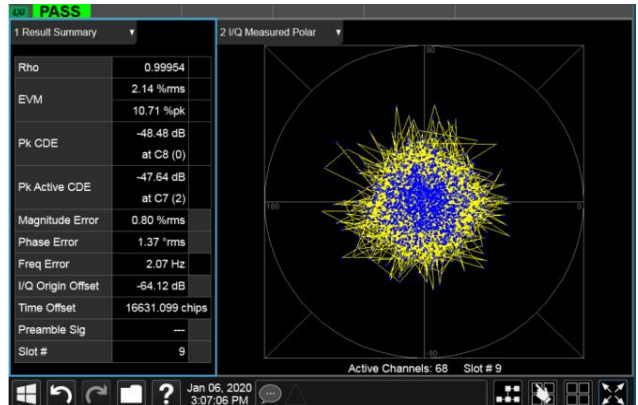 LXI PASS
1 Result Summary
2 I/Q Measured Polar
Rho 0.99954
EVM 2.14 %rms
10.71 %pk
Pk CDE -48.48 dB
at C8 (0)
Pk Active CDE -47.64 dB
at C7 (2)
Magnitude Error 0.80 %rms
Phase Error 1.37 °rms
Freq Error 2.07 Hz
I/Q Origin Offset -64.12 dB
Time Offset 16631.099 chips
Preamble Sig ---
Slot # 9
90
180
0
-90
Active Channels: 68 Slot # 9
?
Jan 06, 2020
3:07:06 PM